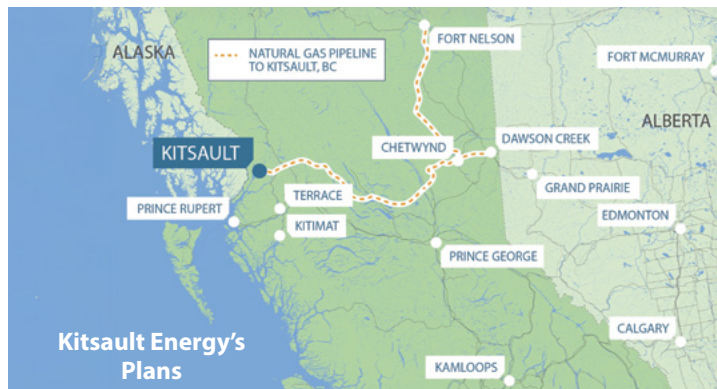 FORT NELSON
ALASKA
NATURAL GAS PIPELINE
TO KITSAULT, BC
FORT MCMURRAY
ALBERTA
DAWSON CREEK
CHETWYND
KITSAULT
GRAND PRAIRIE
TERRACE
PRINCE RUPERT
EDMONTON
KITIMAT
PRINCE GEORGE
CALGARY
Kitsault Energy's
Plans
KAMLOOPS